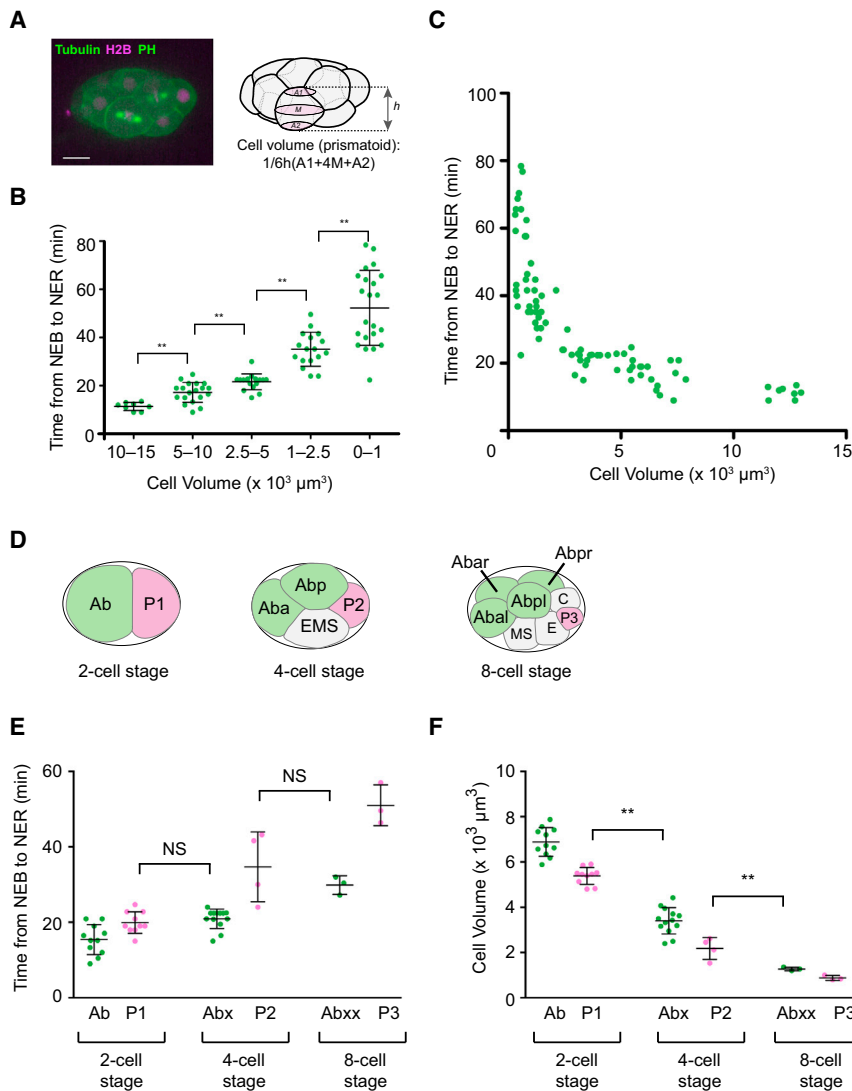 A
Tubulin H2B PH
A1
M
A2
h
Cell volume (prismatoid):
1/6h(A1+4M+A2)
B
Time from NEB to NER (min)
80
60
40
20
0
**
**
**
**
10–15
5–10
2.5–5
1–2.5
0–1
Cell Volume (x 10³ µm³)
C
Time from NEB to NER (min)
100
80
60
40
20
0
0
5
10
15
Cell Volume (x 10³ µm³)
D
Ab
P1
2-cell stage
Aba
Abp
P2
EMS
4-cell stage
Abar
Abpr
Abal
Abpl
C
P3
MS
E
8-cell stage
E
Time from NEB to NER (min)
60
40
20
0
NS
NS
Ab
P1
Abx
P2
Abxx
P3
2-cell
stage
4-cell
stage
8-cell
stage
F
Cell Volume (x 10³ µm³)
10
8
6
4
2
0
**
**
Ab
P1
Abx
P2
Abxx
P3
2-cell
stage
4-cell
stage
8-cell
stage